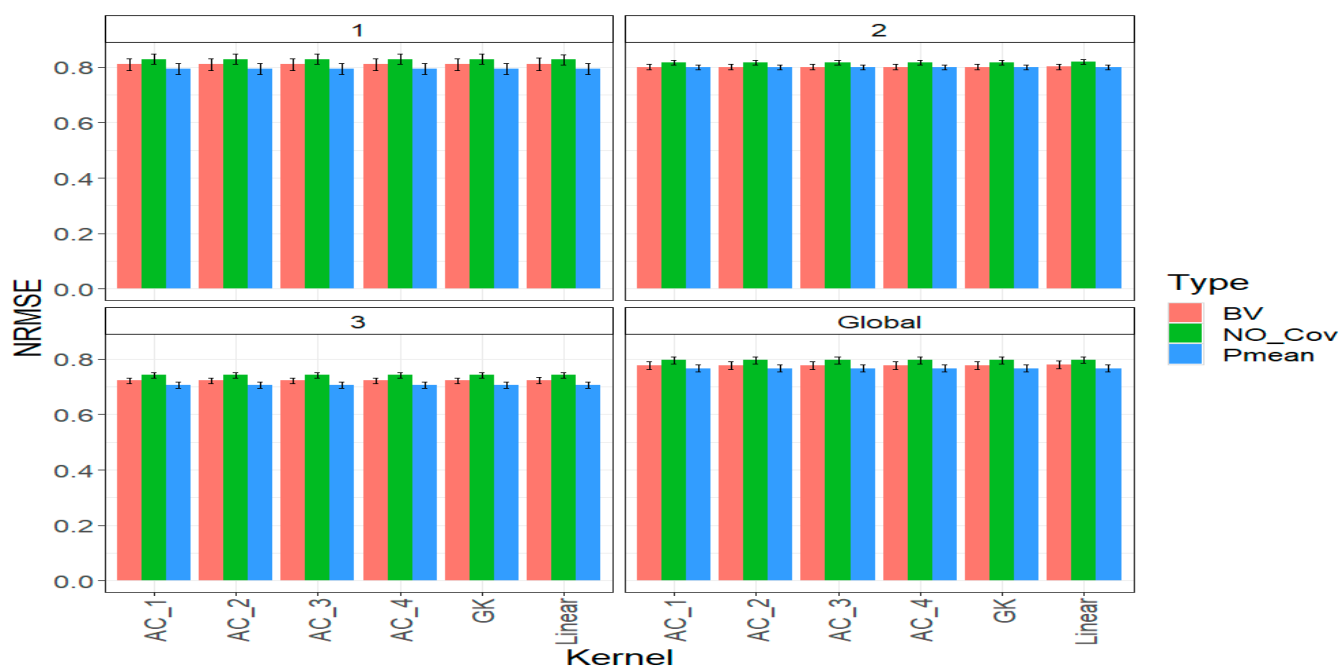 1
2
0.8
0.6
0.4
0.2
0.0
3
Global
0.8
0.6
0.4
0.2
0.0
NRMSE
AC_1
AC_2
AC_3
AC_4
GK
Linear
AC_1
AC_2
AC_3
AC_4
GK
Linear
Kernel
Type
BV
NO_Cov
Pmean